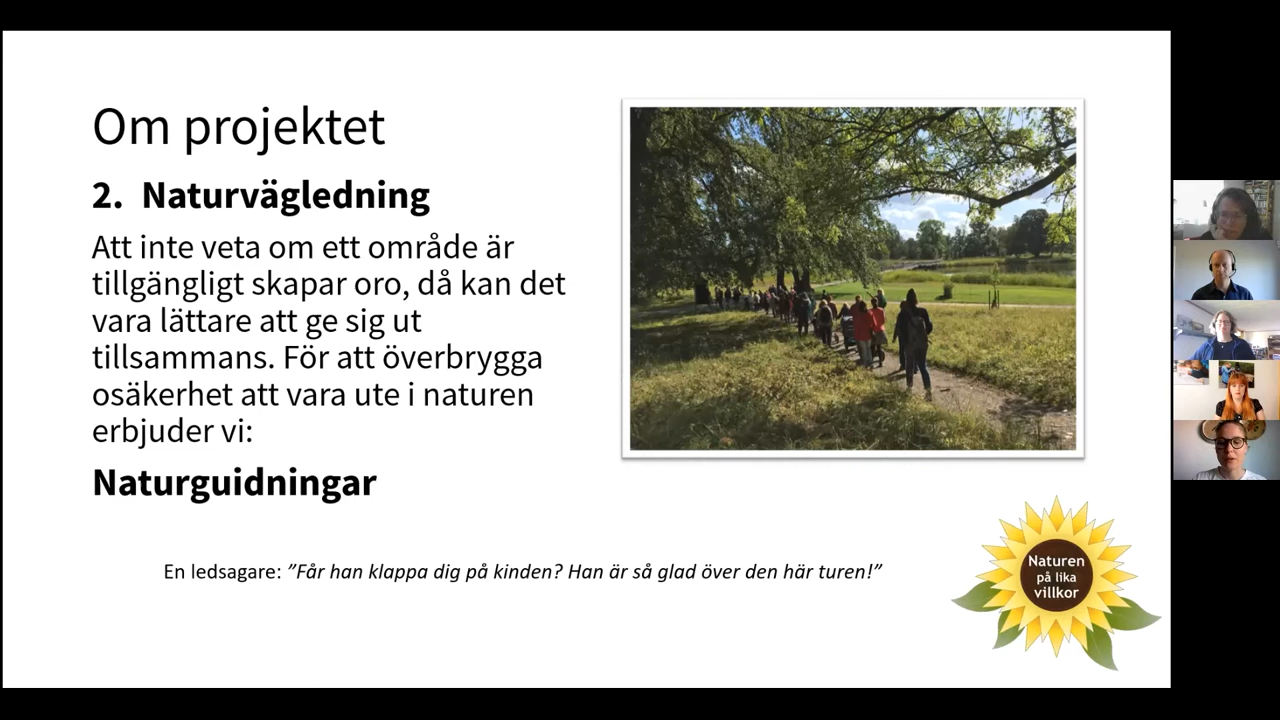 Om projektet
2. Naturvägledning
Att inte veta om ett område är
tillgängligt skapar oro, då kan det
vara lättare att ge sig ut
tillsammans. För att överbrygga
osäkerhet att vara ute i naturen
erbjuder vi:
Naturguidningar
En ledsagare: ”Får han klappa dig på kinden? Han är så glad över den här turen!”
Naturen
på lika
villkor